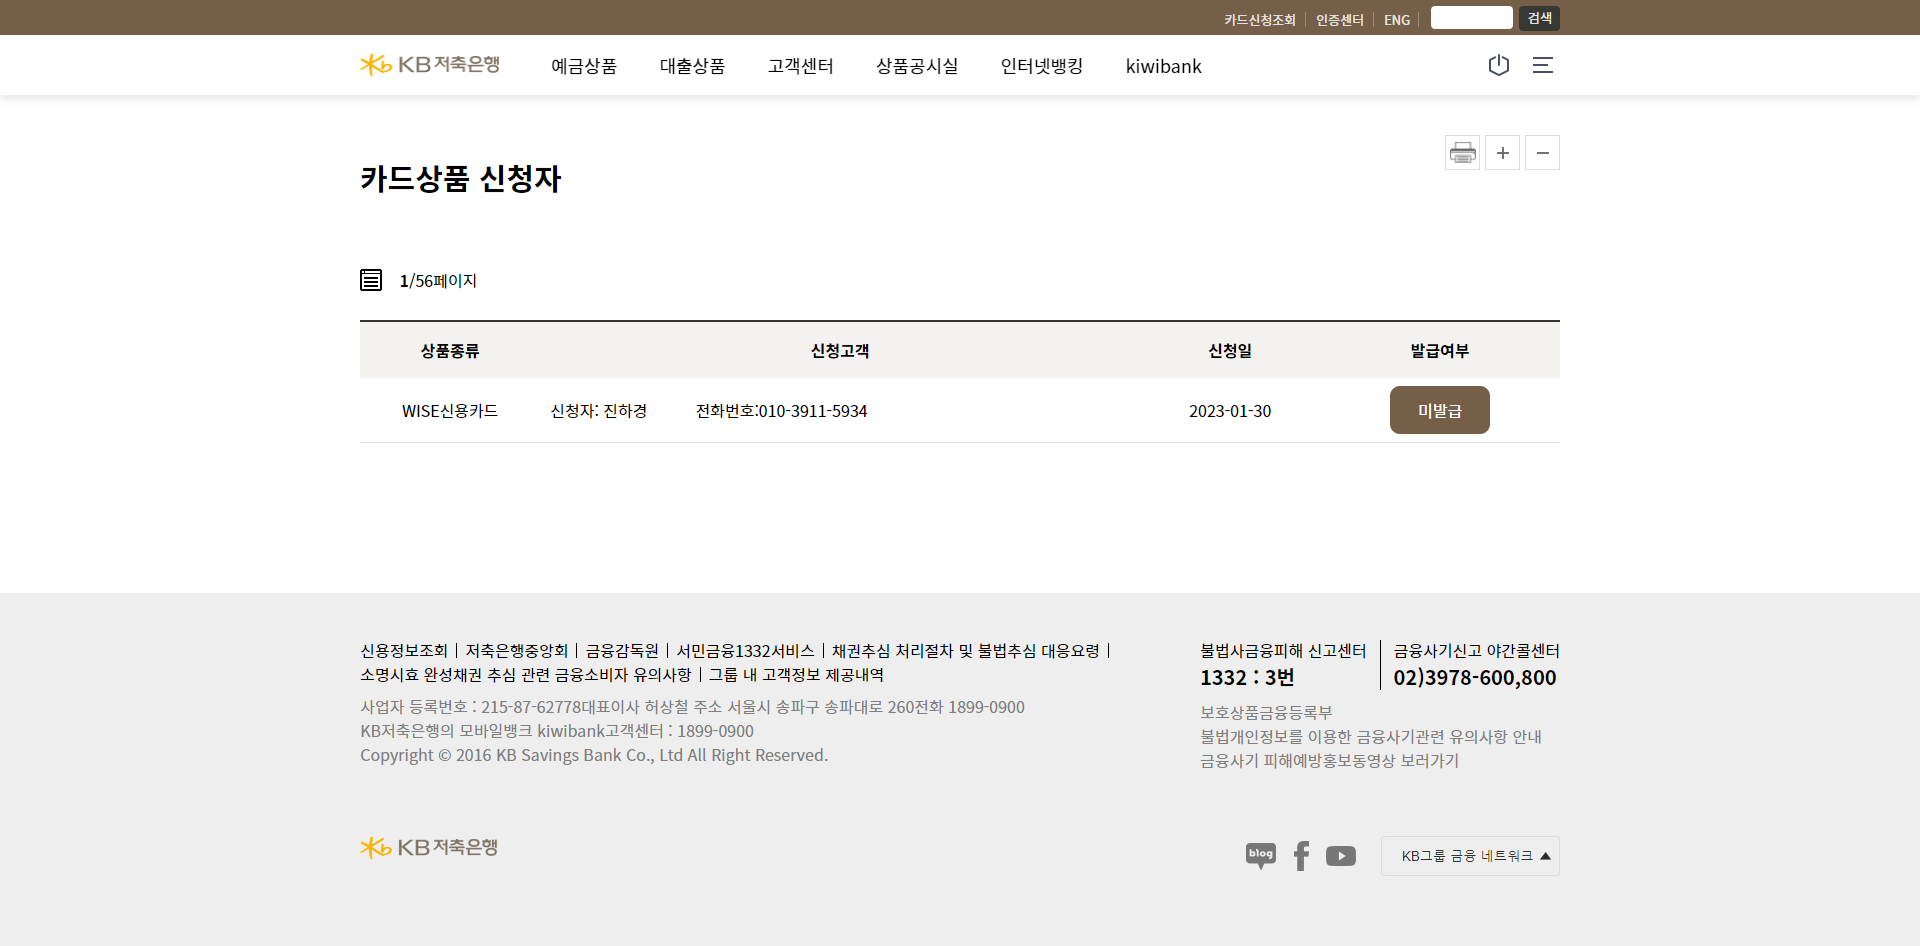 카드신청조회 인증센터 ENG 검색
KB저축은행 예금상품 대출상품 고객센터 상품공시실 인터넷뱅킹 kiwibank
카드상품 신청자
1/56페이지
상품종류 신청고객 신청일 발급여부
WISE신용카드 신청자: 진하경 전화번호:010-3911-5934 2023-01-30 미발급
신용정보조회 | 저축은행중앙회 | 금융감독원 | 서민금융1332서비스 | 채권추심 처리절차 및 불법추심 대응요령 |
소명시효 완성채권 추심 관련 금융소비자 유의사항 | 그룹 내 고객정보 제공내역
사업자 등록번호 : 215-87-62778대표이사 허상철 주소 서울시 송파구 송파대로 260전화 1899-0900
KB저축은행의 모바일뱅크 kiwibank고객센터 : 1899-0900
Copyright © 2016 KB Savings Bank Co., Ltd All Right Reserved.
불법사금융피해 신고센터
1332 : 3번
금융사기신고 야간콜센터
02)3978-600,800
보호상품금융등록부
불법개인정보를 이용한 금융사기관련 유의사항 안내
금융사기 피해예방홍보동영상 보러가기
KB저축은행
blog
KB그룹 금융 네트워크